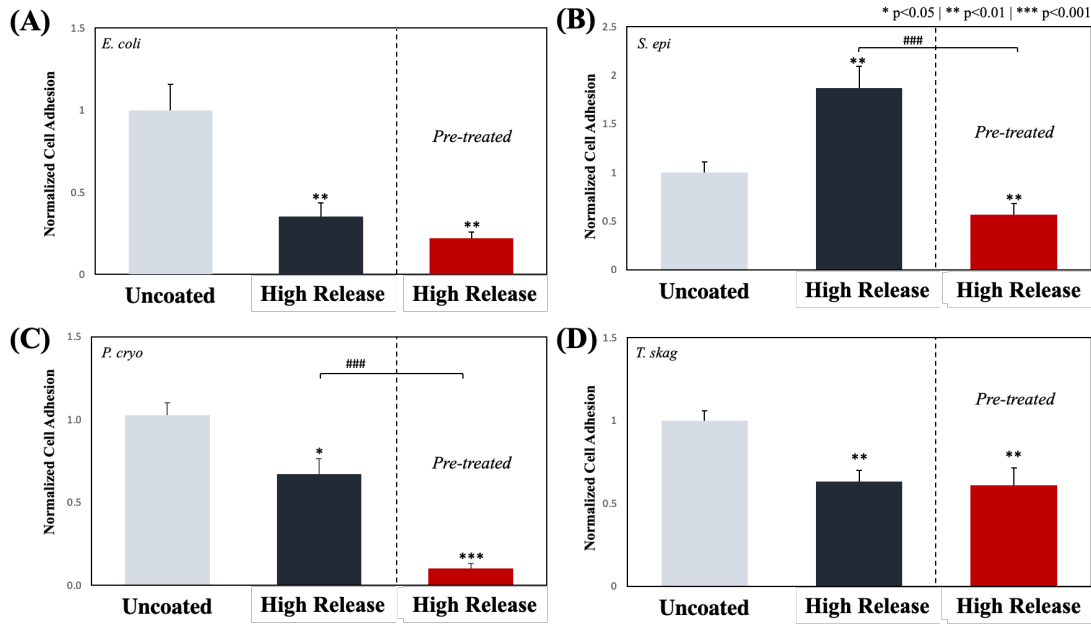 * p<0.05 | ** p<0.01 | *** p<0.001
(A)
E. coli
Normalized Cell Adhesion
1.5
1
0.5
0
**
**
Pre-treated
Uncoated
High Release
High Release
(B)
S. epi
Normalized Cell Adhesion
2.5
2
1.5
1
0.5
0
###
**
**
Pre-treated
Uncoated
High Release
High Release
(C)
P. cryo
Normalized Cell Adhesion
1.5
1.0
0.5
0.0
###
*
***
Pre-treated
Uncoated
High Release
High Release
(D)
T. skag
Normalized Cell Adhesion
1.5
1
0.5
0
**
**
Pre-treated
Uncoated
High Release
High Release